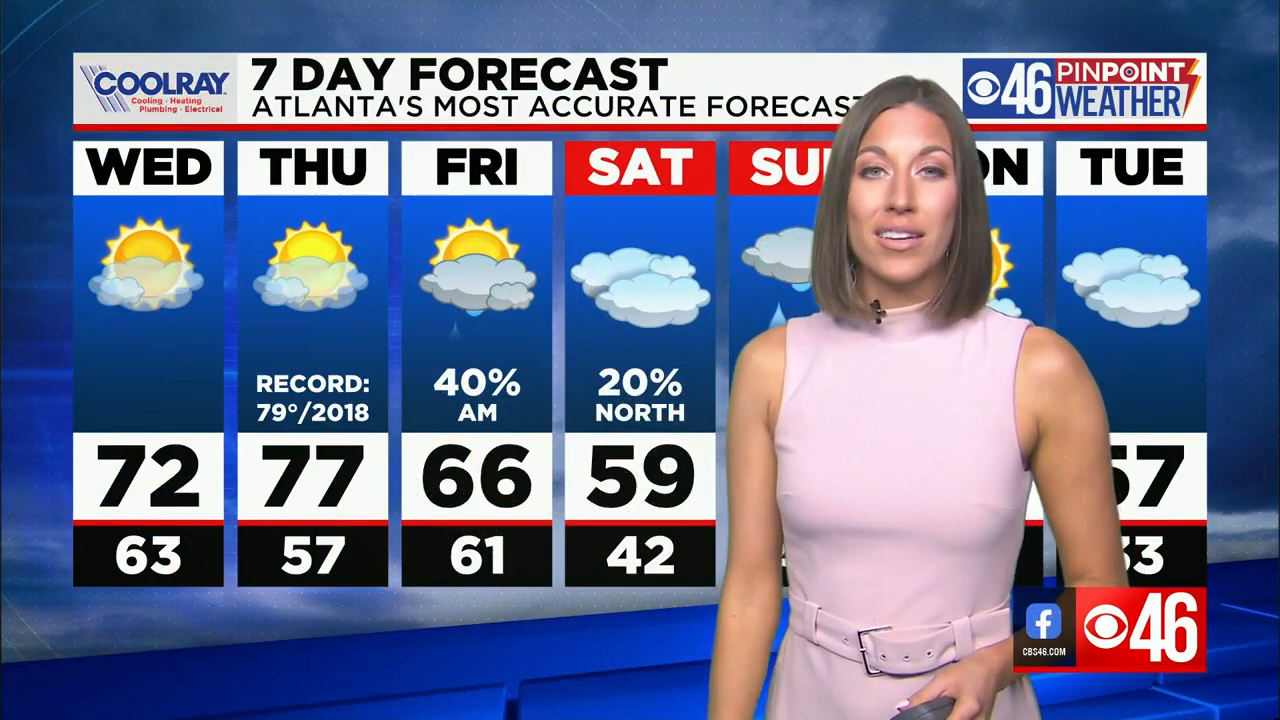 COOLRAY
Cooling · Heating
Plumbing · Electrical
7 DAY FORECAST
ATLANTA'S MOST ACCURATE FORECAST
46 PINPOINT
WEATHER
WED THU FRI SAT TUE
RECORD:
79°/2018
40%
AM
20%
NORTH
72 77 66 59
63 57 61 42
CBS46.COM
46